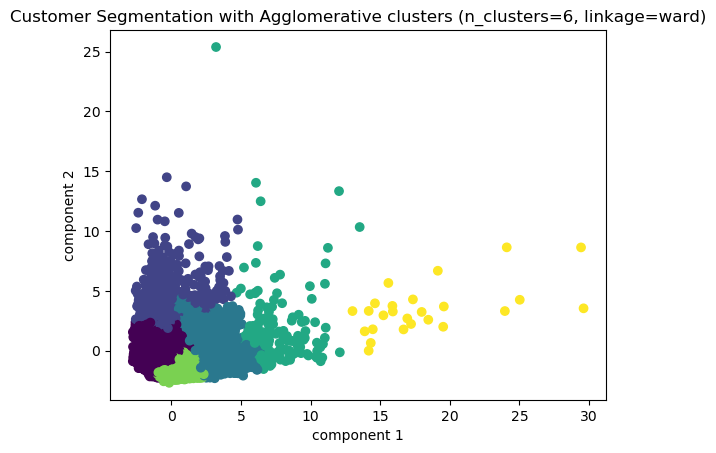 Customer Segmentation with Agglomerative clusters (n_clusters=6, linkage=ward)
25
20
15
10
5
0
component 2
0 5 10 15 20 25 30
component 1